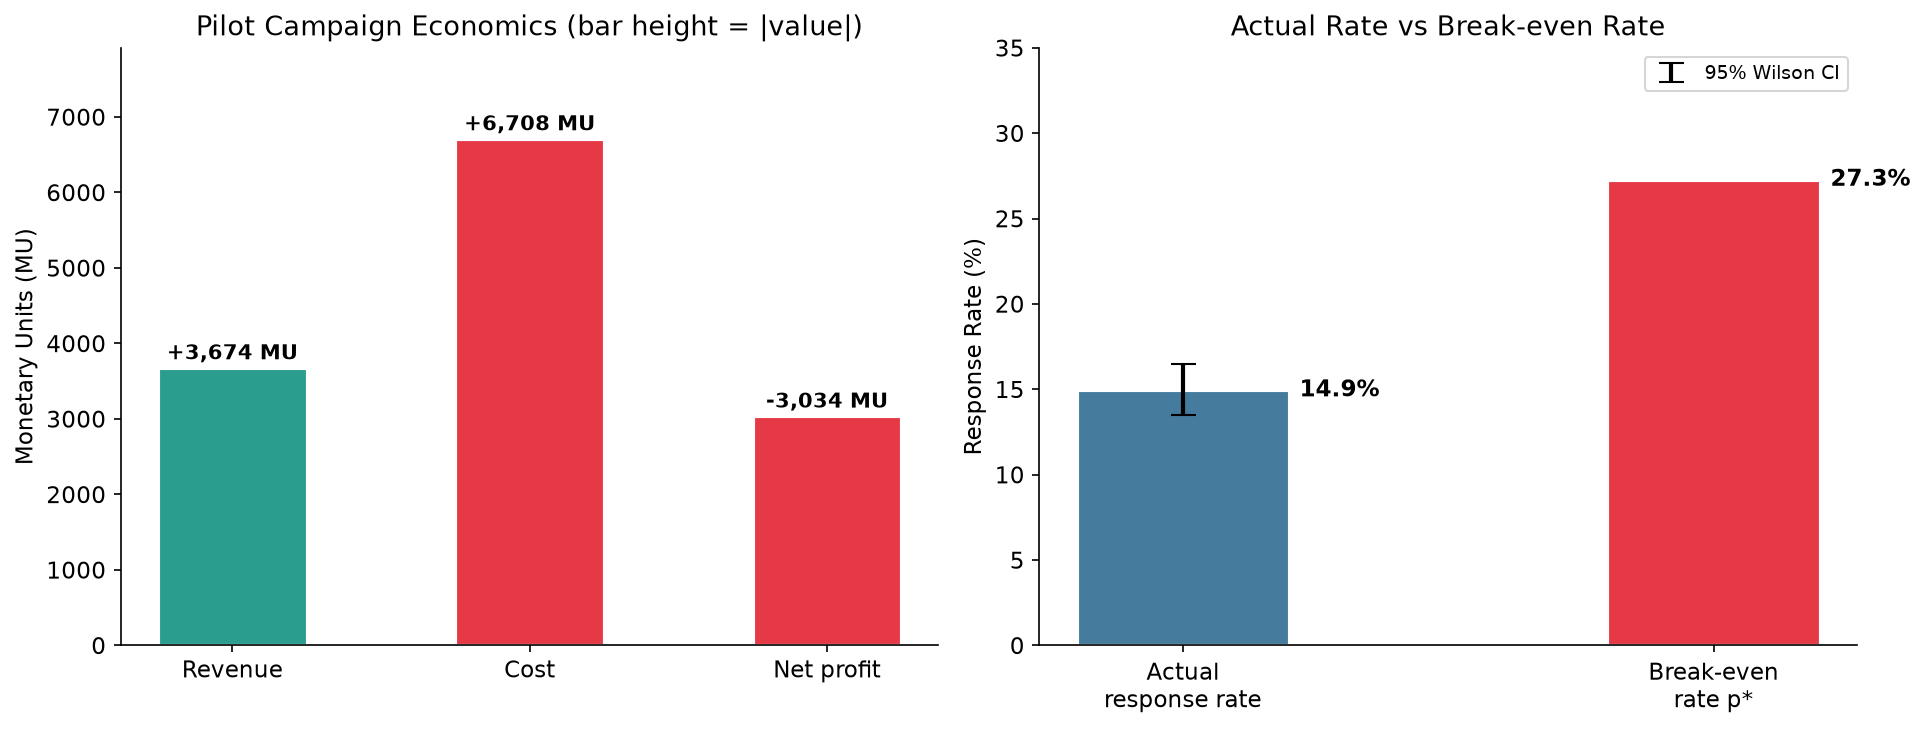 Pilot Campaign Economics (bar height = |value|)
Monetary Units (MU)
7000
6000
5000
4000
3000
2000
1000
0
+3,674 MU
+6,708 MU
-3,034 MU
Revenue
Cost
Net profit
Actual Rate vs Break-even Rate
Response Rate (%)
35
30
25
20
15
10
5
0
95% Wilson CI
14.9%
27.3%
Actual
response rate
Break-even
rate p*